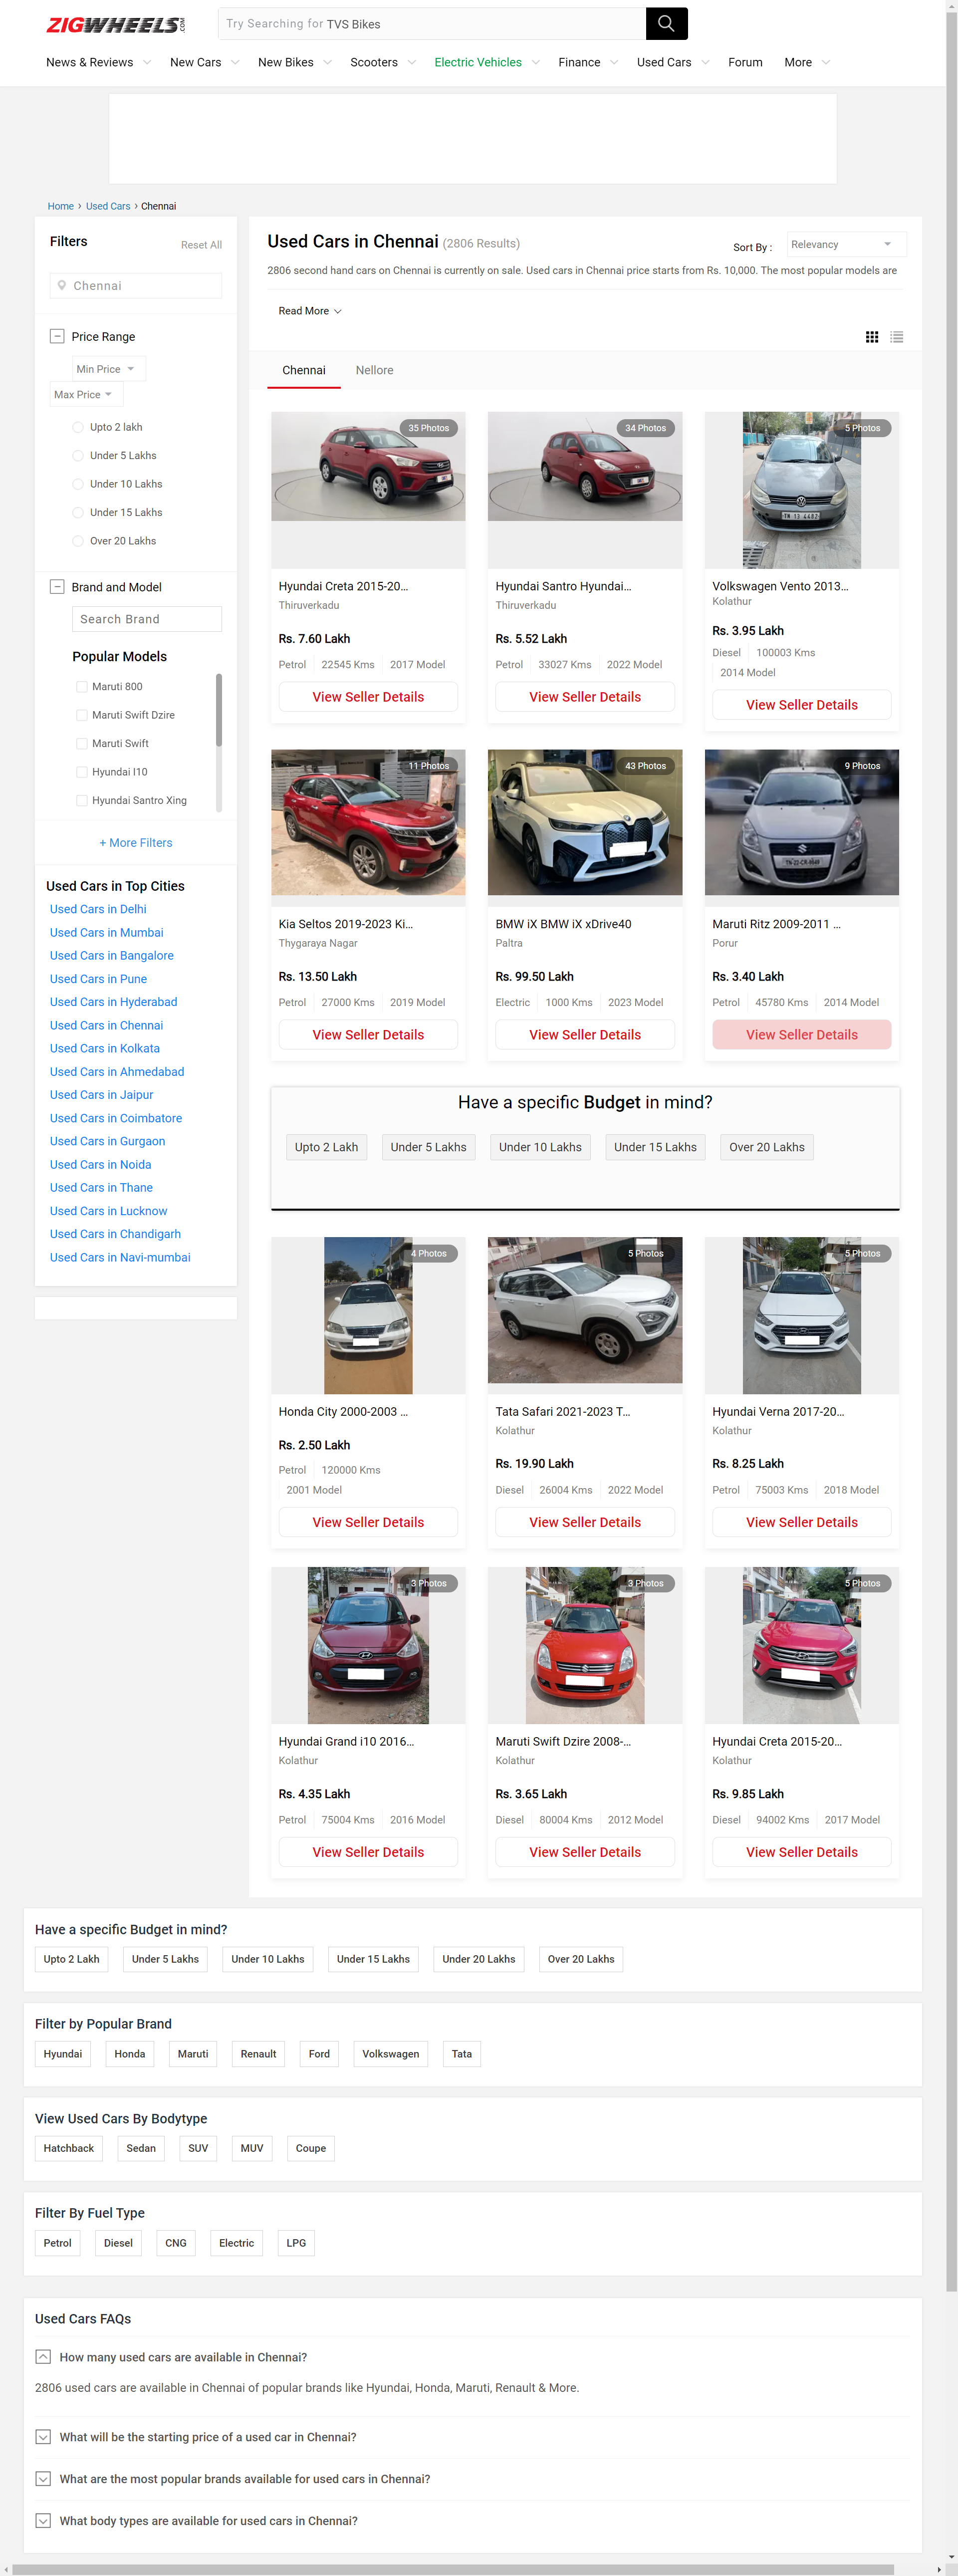 ZIGWHEELS.COM
Try Searching for TVS Bikes
News & Reviews New Cars New Bikes Scooters Electric Vehicles Finance Used Cars Forum More
Home › Used Cars › Chennai
Filters
Reset All
Chennai
Price Range
Min Price
Max Price
Upto 2 lakh
Under 5 Lakhs
Under 10 Lakhs
Under 15 Lakhs
Over 20 Lakhs
Brand and Model
Search Brand
Popular Models
Maruti 800
Maruti Swift Dzire
Maruti Swift
Hyundai I10
Hyundai Santro Xing
+ More Filters
Used Cars in Top Cities
Used Cars in Delhi
Used Cars in Mumbai
Used Cars in Bangalore
Used Cars in Pune
Used Cars in Hyderabad
Used Cars in Chennai
Used Cars in Kolkata
Used Cars in Ahmedabad
Used Cars in Jaipur
Used Cars in Coimbatore
Used Cars in Gurgaon
Used Cars in Noida
Used Cars in Thane
Used Cars in Lucknow
Used Cars in Chandigarh
Used Cars in Navi-mumbai
Used Cars in Chennai (2806 Results)
Sort By : Relevancy
2806 second hand cars on Chennai is currently on sale. Used cars in Chennai price starts from Rs. 10,000. The most popular models are
Read More
Chennai Nellore
35 Photos
Hyundai Creta 2015-20...
Thiruverkadu
Rs. 7.60 Lakh
Petrol 22545 Kms 2017 Model
View Seller Details
34 Photos
Hyundai Santro Hyundai...
Thiruverkadu
Rs. 5.52 Lakh
Petrol 33027 Kms 2022 Model
View Seller Details
5 Photos
TN 13 4482
Volkswagen Vento 2013...
Kolathur
Rs. 3.95 Lakh
Diesel 100003 Kms
2014 Model
View Seller Details
11 Photos
Kia Seltos 2019-2023 Ki...
Thygaraya Nagar
Rs. 13.50 Lakh
Petrol 27000 Kms 2019 Model
View Seller Details
43 Photos
BMW iX BMW iX xDrive40
Paltra
Rs. 99.50 Lakh
Electric 1000 Kms 2023 Model
View Seller Details
9 Photos
Maruti Ritz 2009-2011 ...
Porur
Rs. 3.40 Lakh
Petrol 45780 Kms 2014 Model
View Seller Details
Have a specific Budget in mind?
Upto 2 Lakh Under 5 Lakhs Under 10 Lakhs Under 15 Lakhs Over 20 Lakhs
4 Photos
Honda City 2000-2003 ...
Rs. 2.50 Lakh
Petrol 120000 Kms
2001 Model
View Seller Details
5 Photos
Tata Safari 2021-2023 T...
Kolathur
Rs. 19.90 Lakh
Diesel 26004 Kms 2022 Model
View Seller Details
5 Photos
Hyundai Verna 2017-20...
Kolathur
Rs. 8.25 Lakh
Petrol 75003 Kms 2018 Model
View Seller Details
3 Photos
Hyundai Grand i10 2016...
Kolathur
Rs. 4.35 Lakh
Petrol 75004 Kms 2016 Model
View Seller Details
3 Photos
Maruti Swift Dzire 2008-...
Kolathur
Rs. 3.65 Lakh
Diesel 80004 Kms 2012 Model
View Seller Details
5 Photos
Hyundai Creta 2015-20...
Kolathur
Rs. 9.85 Lakh
Diesel 94002 Kms 2017 Model
View Seller Details
Have a specific Budget in mind?
Upto 2 Lakh Under 5 Lakhs Under 10 Lakhs Under 15 Lakhs Under 20 Lakhs Over 20 Lakhs
Filter by Popular Brand
Hyundai Honda Maruti Renault Ford Volkswagen Tata
View Used Cars By Bodytype
Hatchback Sedan SUV MUV Coupe
Filter By Fuel Type
Petrol Diesel CNG Electric LPG
Used Cars FAQs
How many used cars are available in Chennai?
2806 used cars are available in Chennai of popular brands like Hyundai, Honda, Maruti, Renault & More.
What will be the starting price of a used car in Chennai?
What are the most popular brands available for used cars in Chennai?
What body types are available for used cars in Chennai?